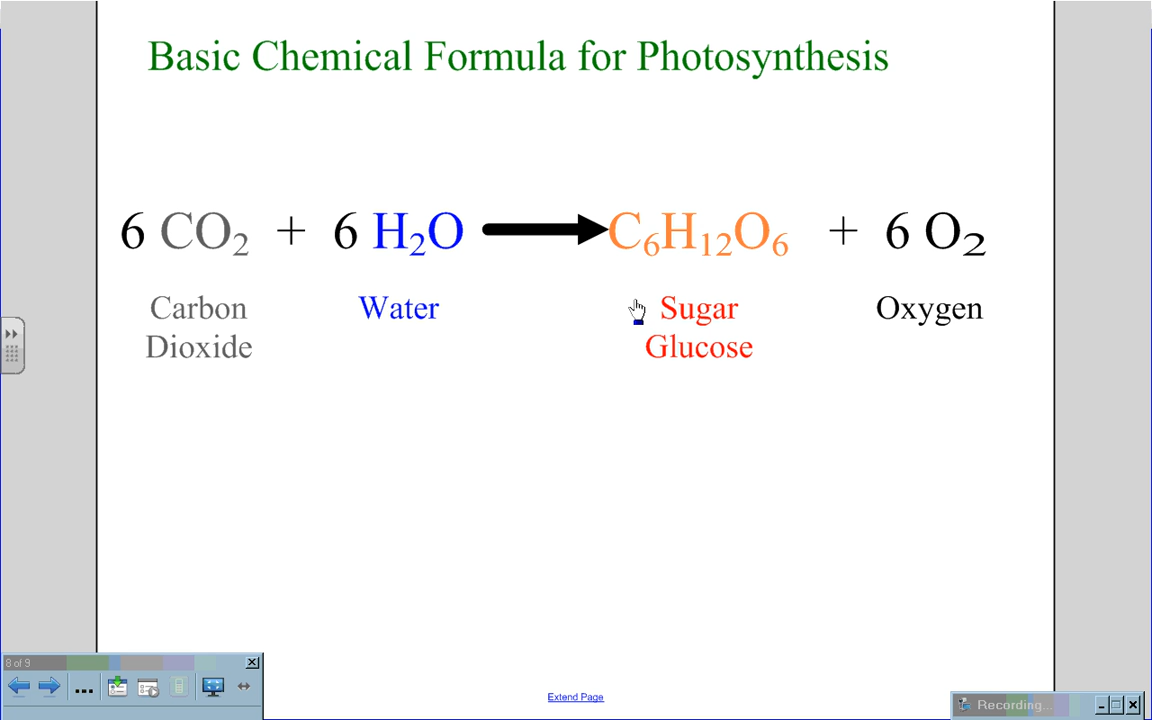 Basic Chemical Formula for Photosynthesis
6 CO₂ + 6 H₂O → C₆H₁₂O₆ + 6 O₂
Carbon Dioxide
Water
Sugar Glucose
Oxygen
8 of 9
...
Extend Page
Recording...